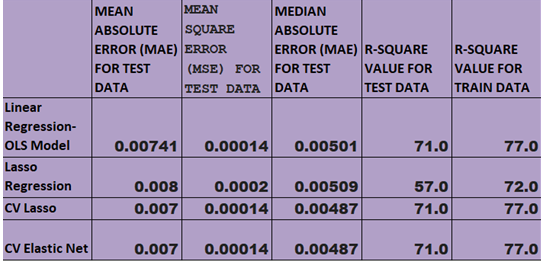 MEAN ABSOLUTE ERROR (MAE) FOR TEST DATA
MEAN SQUARE ERROR (MSE) FOR TEST DATA
MEDIAN ABSOLUTE ERROR (MAE) FOR TEST DATA
R-SQUARE VALUE FOR TEST DATA
R-SQUARE VALUE FOR TRAIN DATA
Linear Regression- OLS Model 0.00741 0.00014 0.00501 71.0 77.0
Lasso Regression 0.008 0.0002 0.00509 57.0 72.0
CV Lasso 0.007 0.00014 0.00487 71.0 77.0
CV Elastic Net 0.007 0.00014 0.00487 71.0 77.0